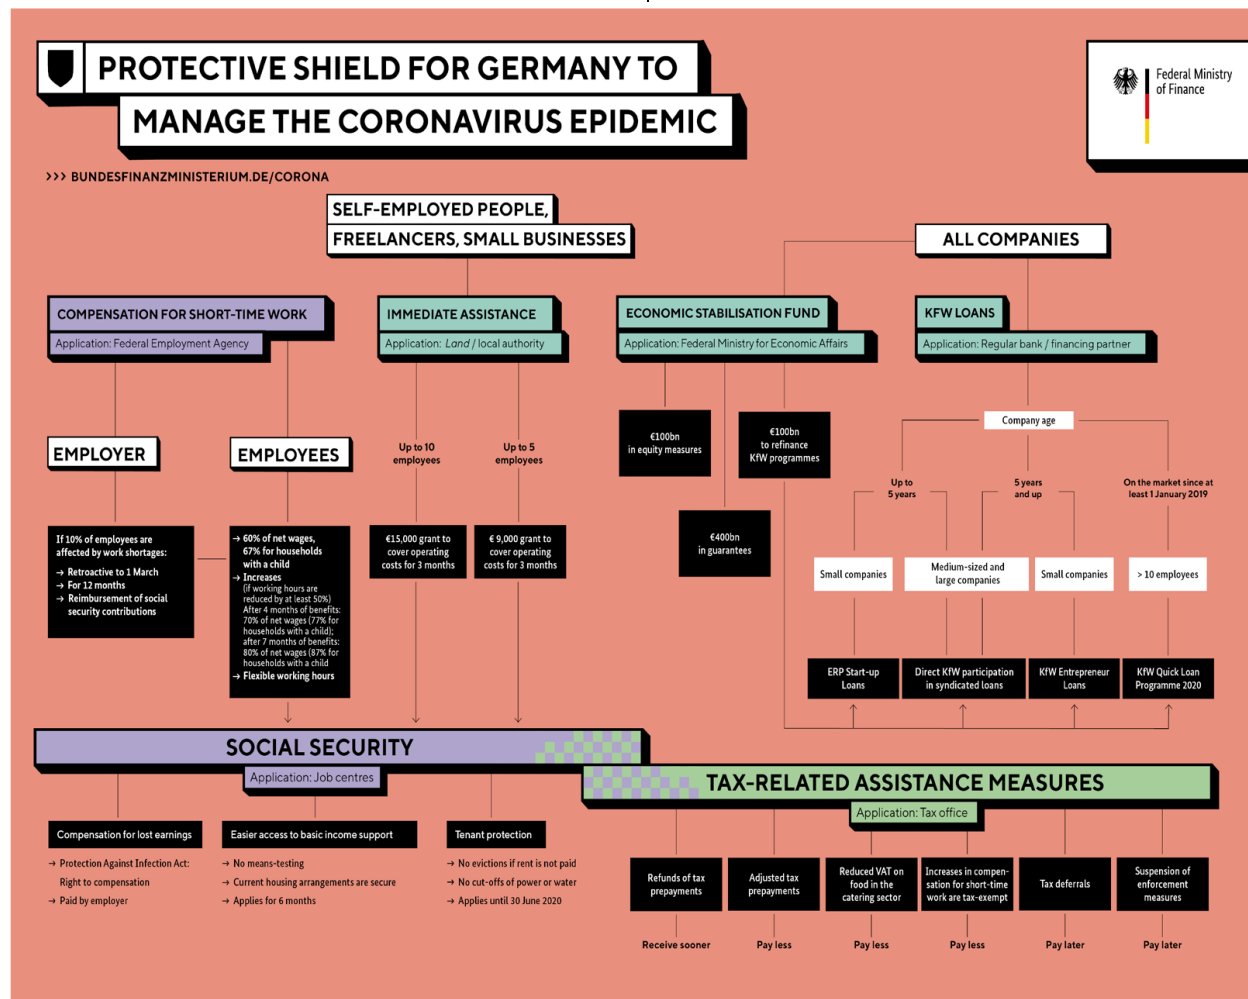 PROTECTIVE SHIELD FOR GERMANY TO
MANAGE THE CORONAVIRUS EPIDEMIC
Federal Ministry
of Finance
>>> BUNDESFINANZMINISTERIUM.DE/CORONA
SELF-EMPLOYED PEOPLE,
FREELANCERS, SMALL BUSINESSES
ALL COMPANIES
COMPENSATION FOR SHORT-TIME WORK
Application: Federal Employment Agency
IMMEDIATE ASSISTANCE
Application: Land / local authority
ECONOMIC STABILISATION FUND
Application: Federal Ministry for Economic Affairs
KFW LOANS
Application: Regular bank / financing partner
EMPLOYER
If 10% of employees are
affected by work shortages:
→ Retroactive to 1 March
→ For 12 months
→ Reimbursement of social
security contributions
EMPLOYEES
→ 60% of net wages,
67% for households
with a child
→ Increases
(if working hours are
reduced by at least 50%)
After 4 months of benefits:
70% of net wages (77% for
households with a child);
after 7 months of benefits:
80% of net wages (87% for
households with a child
→ Flexible working hours
Up to 10
employees
€15,000 grant to
cover operating
costs for 3 months
Up to 5
employees
€ 9,000 grant to
cover operating
costs for 3 months
€100bn
in equity measures
€400bn
in guarantees
€100bn
to refinance
KfW programmes
Company age
Up to
5 years
5 years
and up
On the market since at
least 1 January 2019
Small companies
Medium-sized and
large companies
Small companies
> 10 employees
ERP Start-up
Loans
Direct KfW participation
in syndicated loans
KfW Entrepreneur
Loans
KfW Quick Loan
Programme 2020
SOCIAL SECURITY
Application: Job centres
Compensation for lost earnings
→ Protection Against Infection Act:
Right to compensation
→ Paid by employer
Easier access to basic income support
→ No means-testing
→ Current housing arrangements are secure
→ Applies for 6 months
Tenant protection
→ No evictions if rent is not paid
→ No cut-offs of power or water
→ Applies until 30 June 2020
TAX-RELATED ASSISTANCE MEASURES
Application: Tax office
Refunds of tax
prepayments
Receive sooner
Adjusted tax
prepayments
Pay less
Reduced VAT on
food in the
catering sector
Pay less
Increases in compen-
sation for short-time
work are tax-exempt
Pay less
Tax deferrals
Pay later
Suspension of
enforcement
measures
Pay later